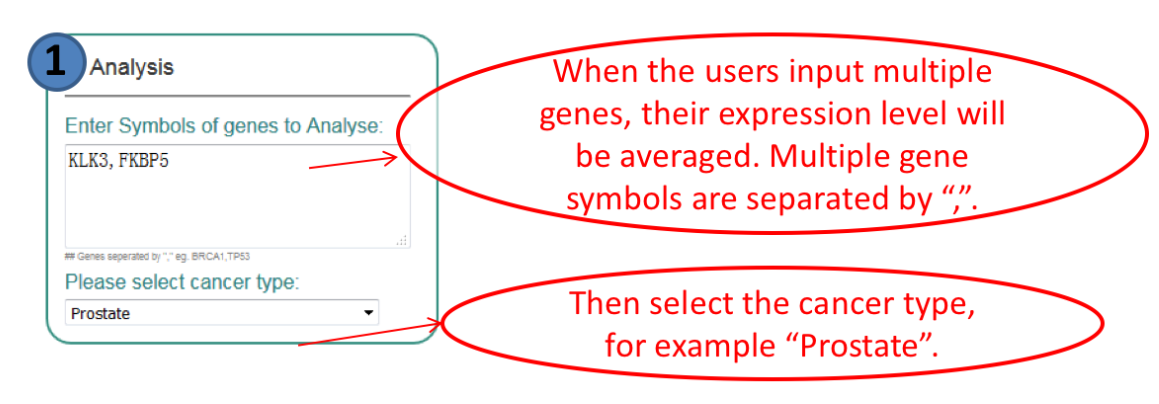 1
Analysis
Enter Symbols of genes to Analyse:
KLK3, FKBP5
## Genes seperated by "," eg. BRCA1,TP53
Please select cancer type:
Prostate
When the users input multiple
genes, their expression level will
be averaged. Multiple gene
symbols are separated by “,”.
Then select the cancer type,
for example “Prostate”.